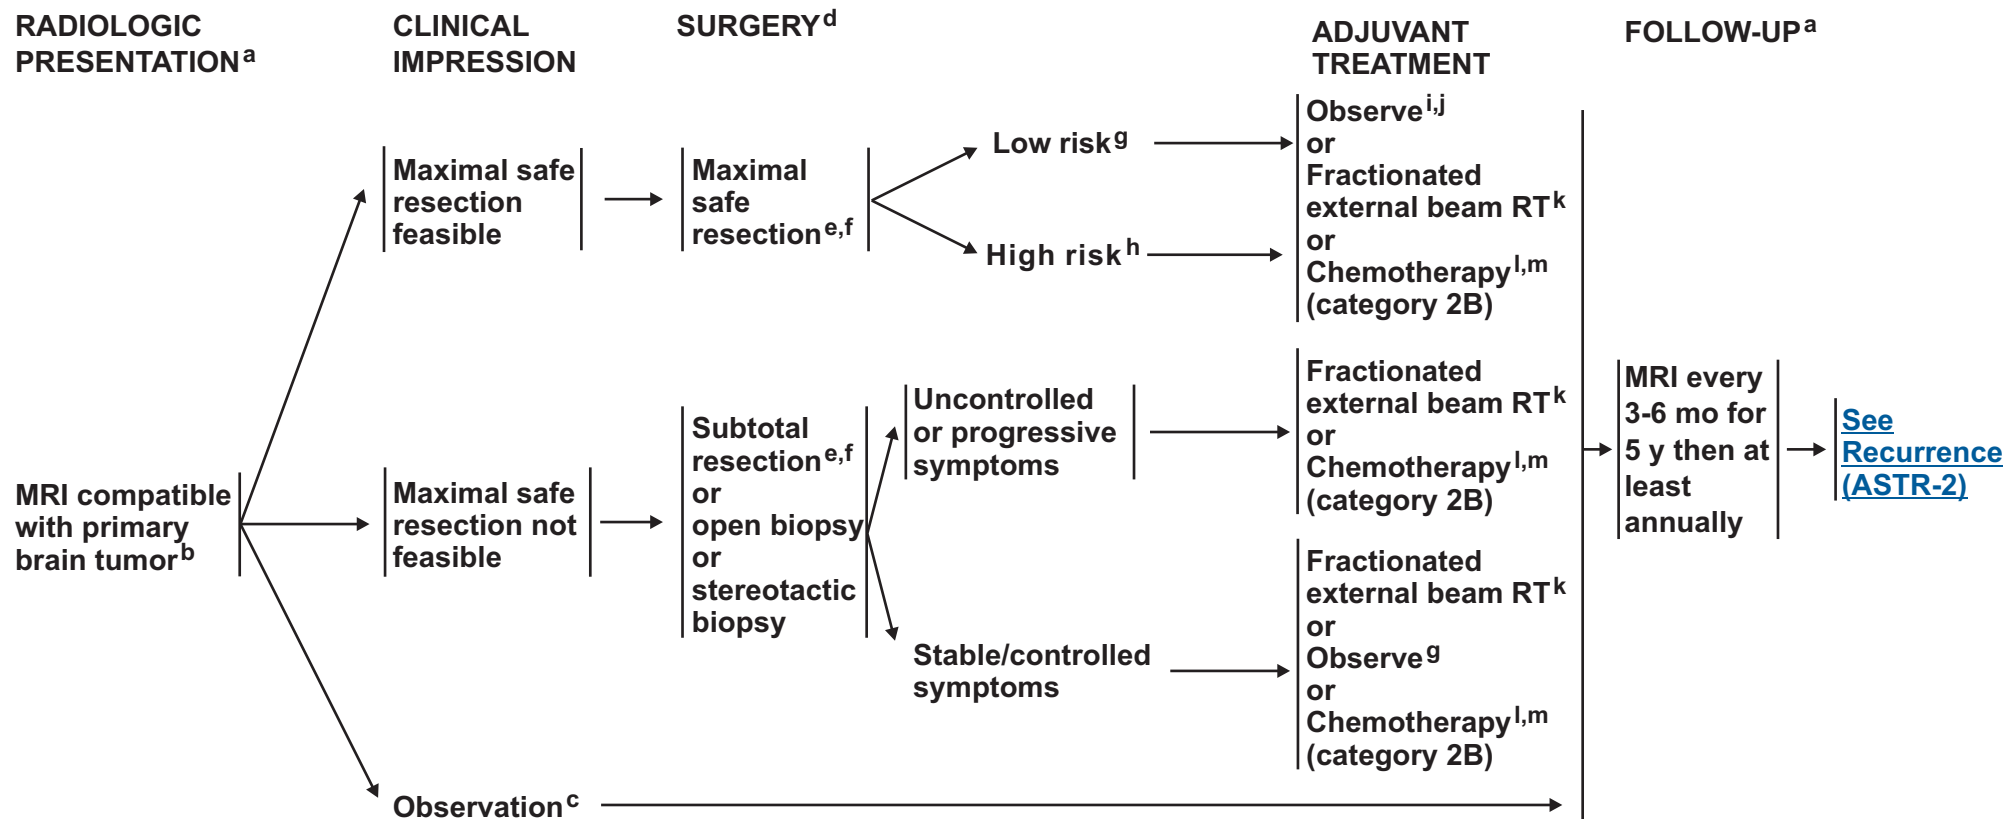 RADIOLOGIC
PRESENTATIONa
CLINICAL
IMPRESSION
SURGERYd
ADJUVANT
TREATMENT
FOLLOW-UPa
MRI compatible
with primary
brain tumorb
Maximal safe
resection
feasible
Maximal
safe
resectione,f
Low riskg
High riskh
Observei,j
or
Fractionated
external beam RTk
or
Chemotherapyl,m
(category 2B)
Maximal safe
resection not
feasible
Subtotal
resectione,f
or
open biopsy
or
stereotactic
biopsy
Uncontrolled
or progressive
symptoms
Fractionated
external beam RTk
or
Chemotherapyl,m
(category 2B)
Stable/controlled
symptoms
Fractionated
external beam RTk
or
Observeg
or
Chemotherapyl,m
(category 2B)
Observationc
MRI every
3-6 mo for
5 y then at
least
annually
See
Recurrence
(ASTR-2)